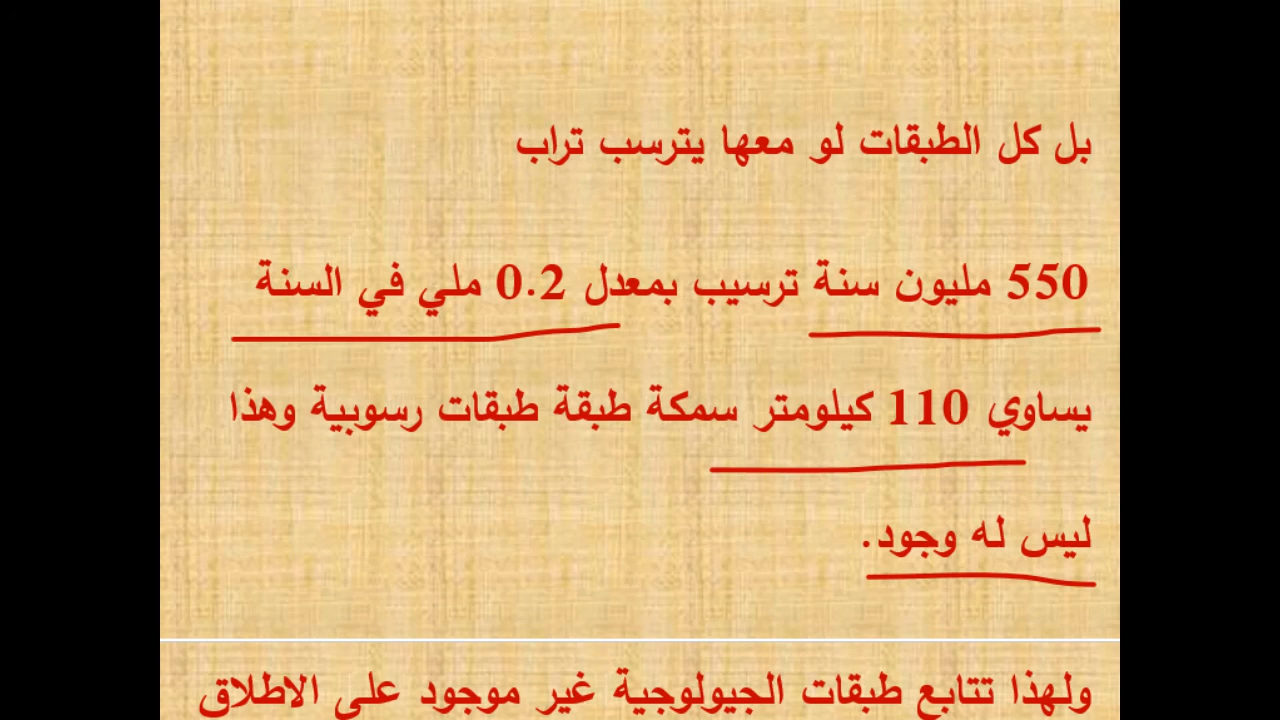 بل كل الطبقات لو معها يترسب تراب
550 مليون سنة ترسيب بمعدل 0.2 ملي في السنة
يساوي 110 كيلومتر سمكة طبقة طبقات رسوبية وهذا
ليس له وجود.
ولهذا تتابع طبقات الجيولوجية غير موجود على الاطلاق